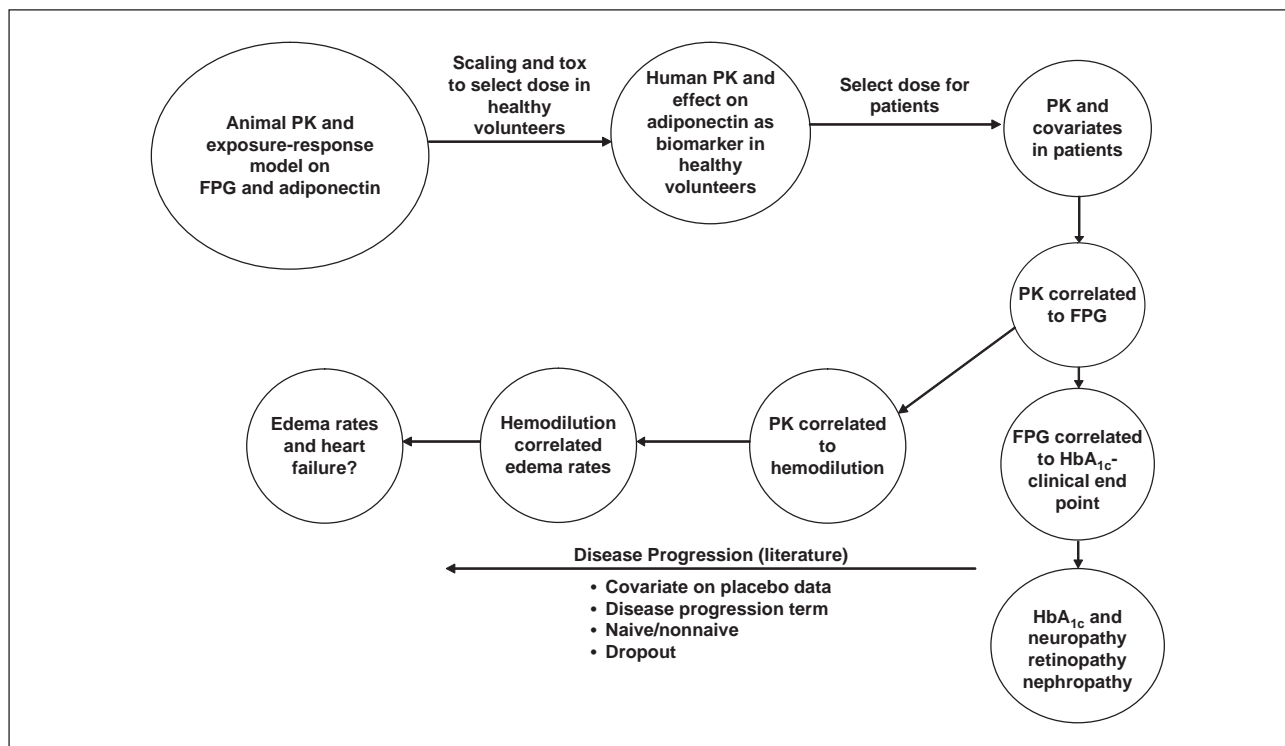 Animal PK and
exposure-response
model on
FPG and adiponectin
Scaling and tox
to select dose in
healthy
volunteers
Human PK and
effect on
adiponectin as
biomarker in
healthy
volunteers
Select dose for
patients
PK and
covariates
in patients
PK correlated
to FPG
Edema rates
and heart
failure?
Hemodilution
correlated
edema rates
PK correlated
to
hemodilution
FPG correlated
to HbA1c-
clinical end
point
Disease Progression (literature)
• Covariate on placebo data
• Disease progression term
• Naive/nonnaive
• Dropout
HbA1c and
neuropathy
retinopathy
nephropathy